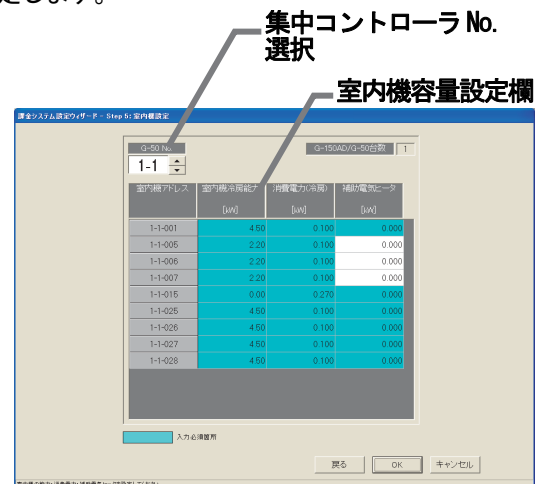 定します。
集中コントローラ No.
選択
室内機容量設定欄
課金システム設定ウィザード - Step 5: 室内機設定
G-50 No.
G-150AD/G-50台数 1
1-1
室内機アドレス 室内機冷房能力 消費電力(冷房) 補助電気ヒータ
[kW] [kW] [kW]
1-1-001 4.50 0.100 0.000
1-1-005 2.20 0.100 0.000
1-1-006 2.20 0.100 0.000
1-1-007 2.20 0.100 0.000
1-1-015 0.00 0.270 0.000
1-1-025 4.50 0.100 0.000
1-1-026 4.50 0.100 0.000
1-1-027 4.50 0.100 0.000
1-1-028 4.50 0.100 0.000
入力必須箇所
戻る OK キャンセル